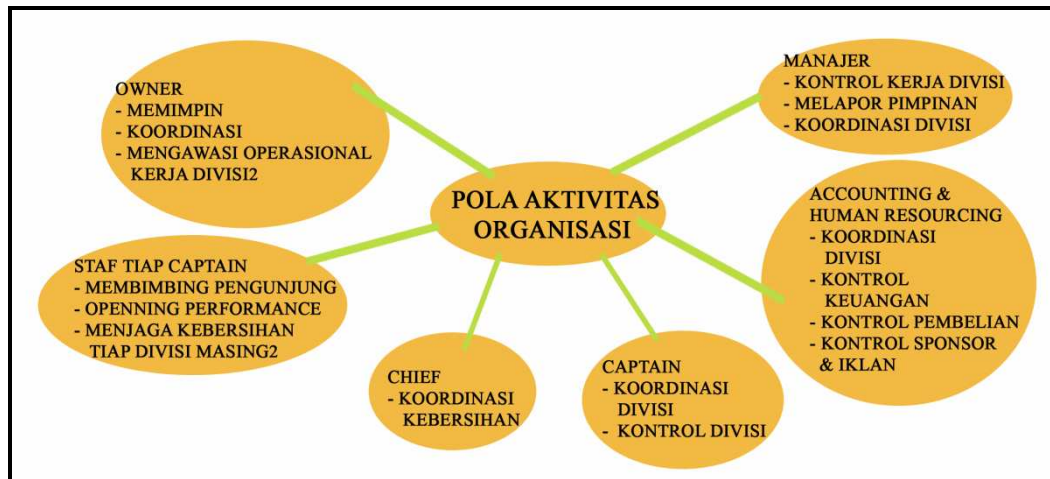 OWNER
- MEMIMPIN
- KOORDINASI
- MENGAWASI OPERASIONAL
KERJA DIVISI2
MANAJER
- KONTROL KERJA DIVISI
- MELAPOR PIMPINAN
- KOORDINASI DIVISI
POLA AKTIVITAS
ORGANISASI
ACCOUNTING &
HUMAN RESOURCING
- KOORDINASI
DIVISI
- KONTROL
KEUANGAN
- KONTROL PEMBELIAN
- KONTROL SPONSOR
& IKLAN
STAF TIAP CAPTAIN
- MEMBIMBING PENGUNJUNG
- OPENNING PERFORMANCE
- MENJAGA KEBERSIHAN
TIAP DIVISI MASING2
CHIEF
- KOORDINASI
KEBERSIHAN
CAPTAIN
- KOORDINASI
DIVISI
- KONTROL DIVISI